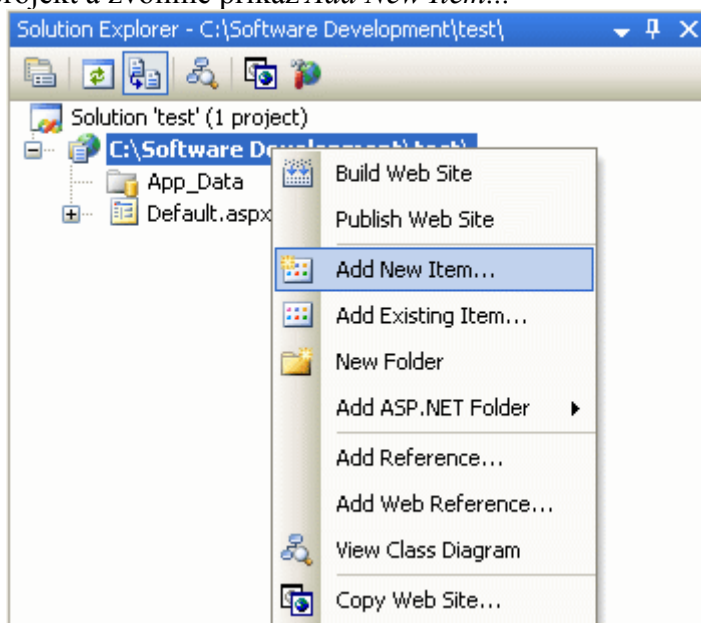 projekt a zvolíme příkaz Add New Item...
Solution Explorer - C:\Software Development\test\
Solution 'test' (1 project)
C:\Software Development\test\
App_Data
Default.aspx
Build Web Site
Publish Web Site
Add New Item...
Add Existing Item...
New Folder
Add ASP.NET Folder
Add Reference...
Add Web Reference...
View Class Diagram
Copy Web Site...